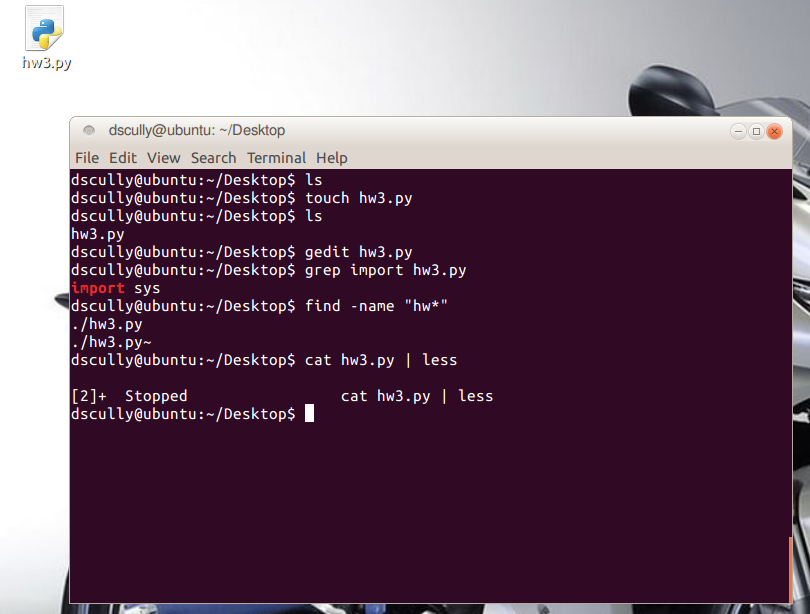 hw3.py
dscully@ubuntu: ~/Desktop
File Edit View Search Terminal Help
dscully@ubuntu:~/Desktop$ ls
dscully@ubuntu:~/Desktop$ touch hw3.py
dscully@ubuntu:~/Desktop$ ls
hw3.py
dscully@ubuntu:~/Desktop$ gedit hw3.py
dscully@ubuntu:~/Desktop$ grep import hw3.py
import sys
dscully@ubuntu:~/Desktop$ find -name "hw*"
./hw3.py
./hw3.py~
dscully@ubuntu:~/Desktop$ cat hw3.py | less
[2]+  Stopped                 cat hw3.py | less
dscully@ubuntu:~/Desktop$